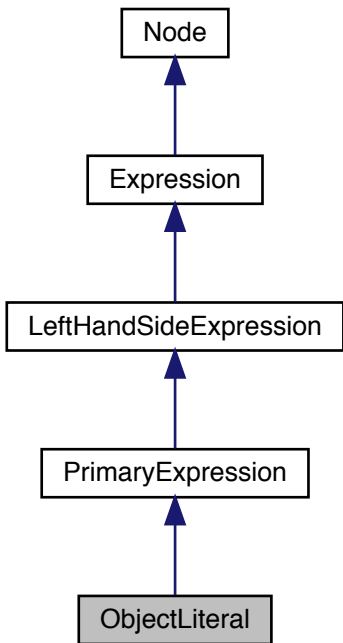 Node
Expression
LeftHandSideExpression
PrimaryExpression
ObjectLiteral